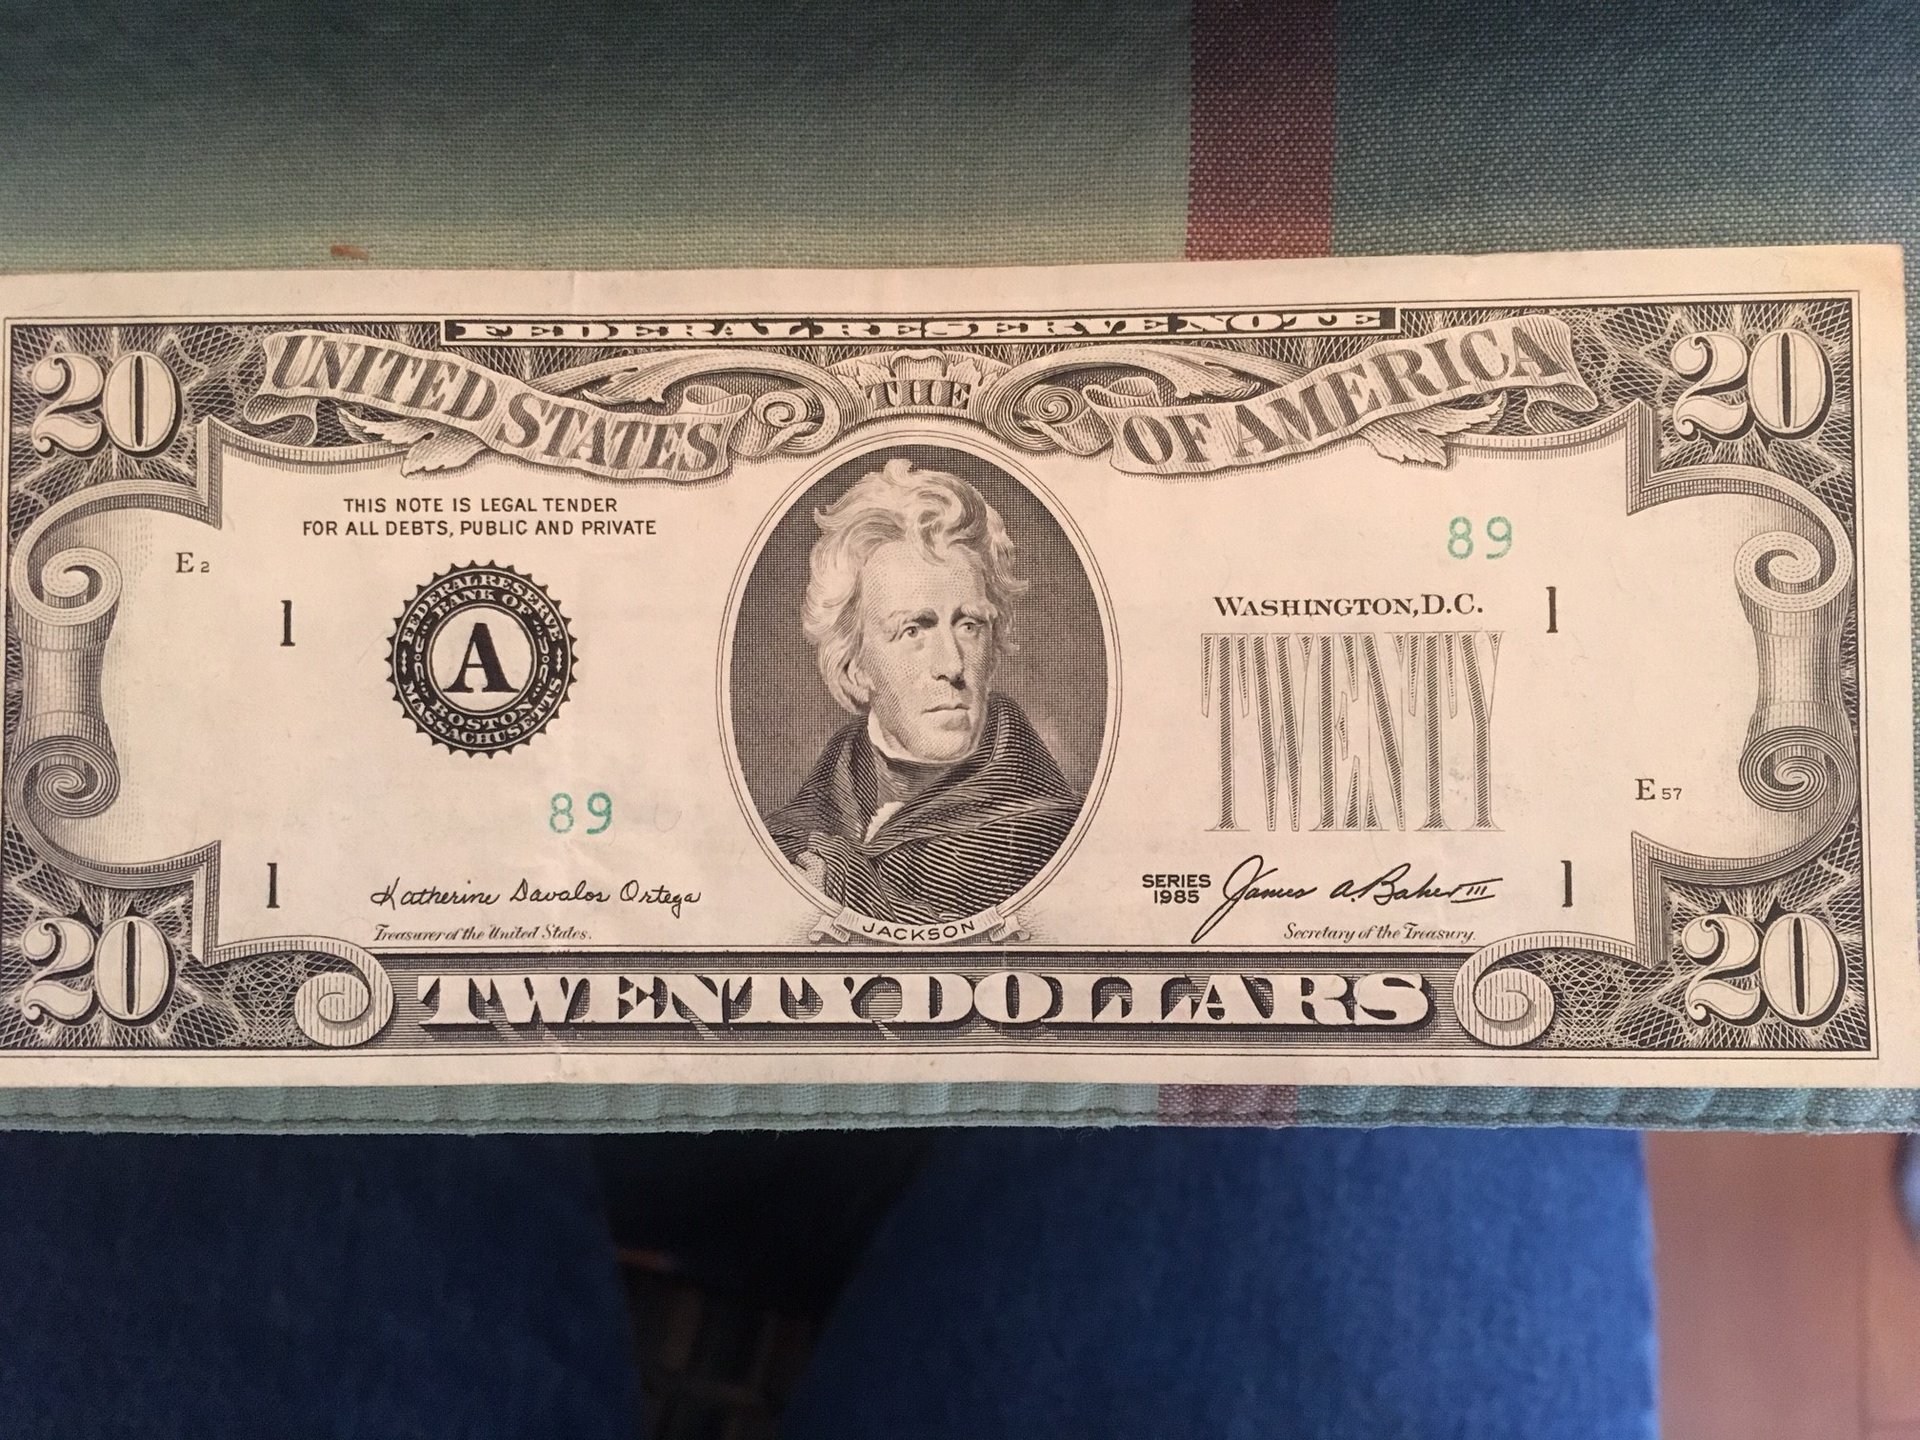 FEDERAL RESERVE NOTE
THE
UNITED STATES OF AMERICA
20 20
THIS NOTE IS LEGAL TENDER
FOR ALL DEBTS, PUBLIC AND PRIVATE
89
E 2
FEDERAL RESERVE
BANK OF
A
BOSTON
MASSACHUSETTS
1 1
WASHINGTON, D.C.
TWENTY
E 57
89
1 1
Katherine Davalos Ortega
Treasurer of the United States.
SERIES
1985
James A. Baker III
Secretary of the Treasury.
JACKSON
20 20
TWENTY DOLLARS